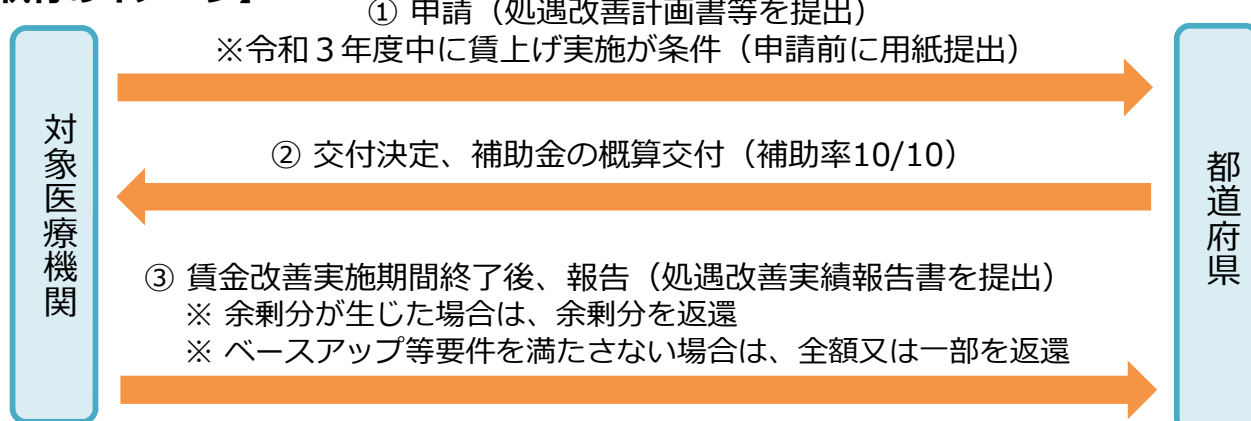 ① 申請（処遇改善計画書等を提出）
※令和３年度中に賃上げ実施が条件（申請前に用紙提出）
対象医療機関
② 交付決定、補助金の概算交付（補助率10/10）
都道府県
③ 賃金改善実施期間終了後、報告（処遇改善実績報告書を提出）
※ 余剰分が生じた場合は、余剰分を返還
※ ベースアップ等要件を満たさない場合は、全額又は一部を返還